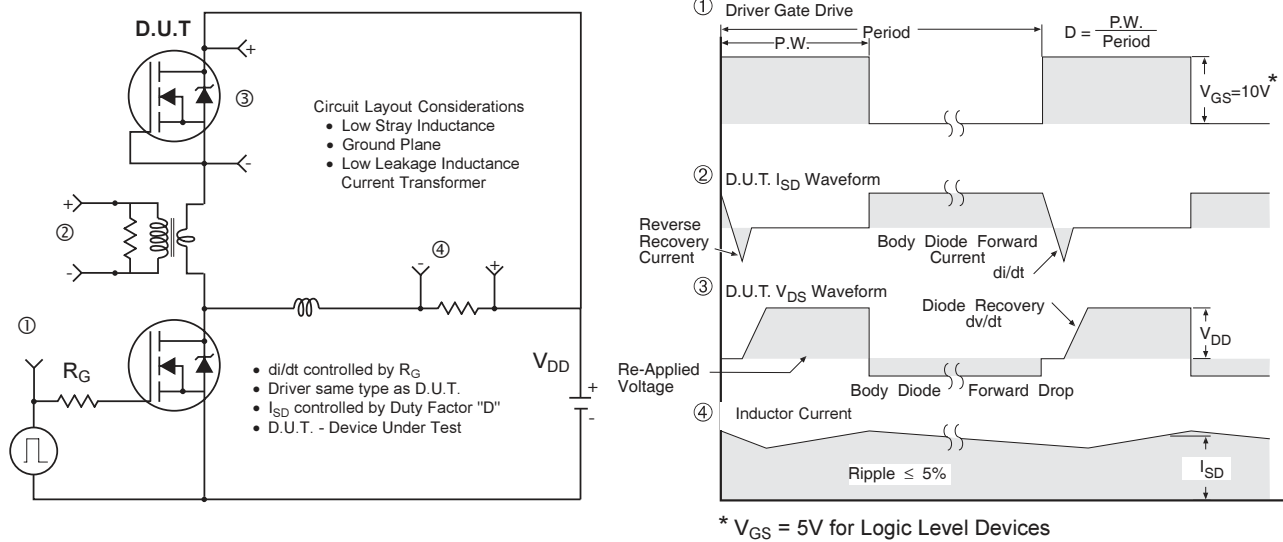 D.U.T
+
③
-
Circuit Layout Considerations
• Low Stray Inductance
• Ground Plane
• Low Leakage Inductance
Current Transformer
+
②
-
④
-
+
①
R_G
• di/dt controlled by R_G
• Driver same type as D.U.T.
• I_SD controlled by Duty Factor "D"
• D.U.T. - Device Under Test
V_DD
+
-
① Driver Gate Drive
P.W.
Period
D = P.W.
Period
V_GS=10V*
② D.U.T. I_SD Waveform
Reverse
Recovery
Current
Body Diode Forward
Current
di/dt
③ D.U.T. V_DS Waveform
Diode Recovery
dv/dt
V_DD
Re-Applied
Voltage
Body Diode Forward Drop
④ Inductor Current
Ripple ≤ 5%
I_SD
* V_GS = 5V for Logic Level Devices